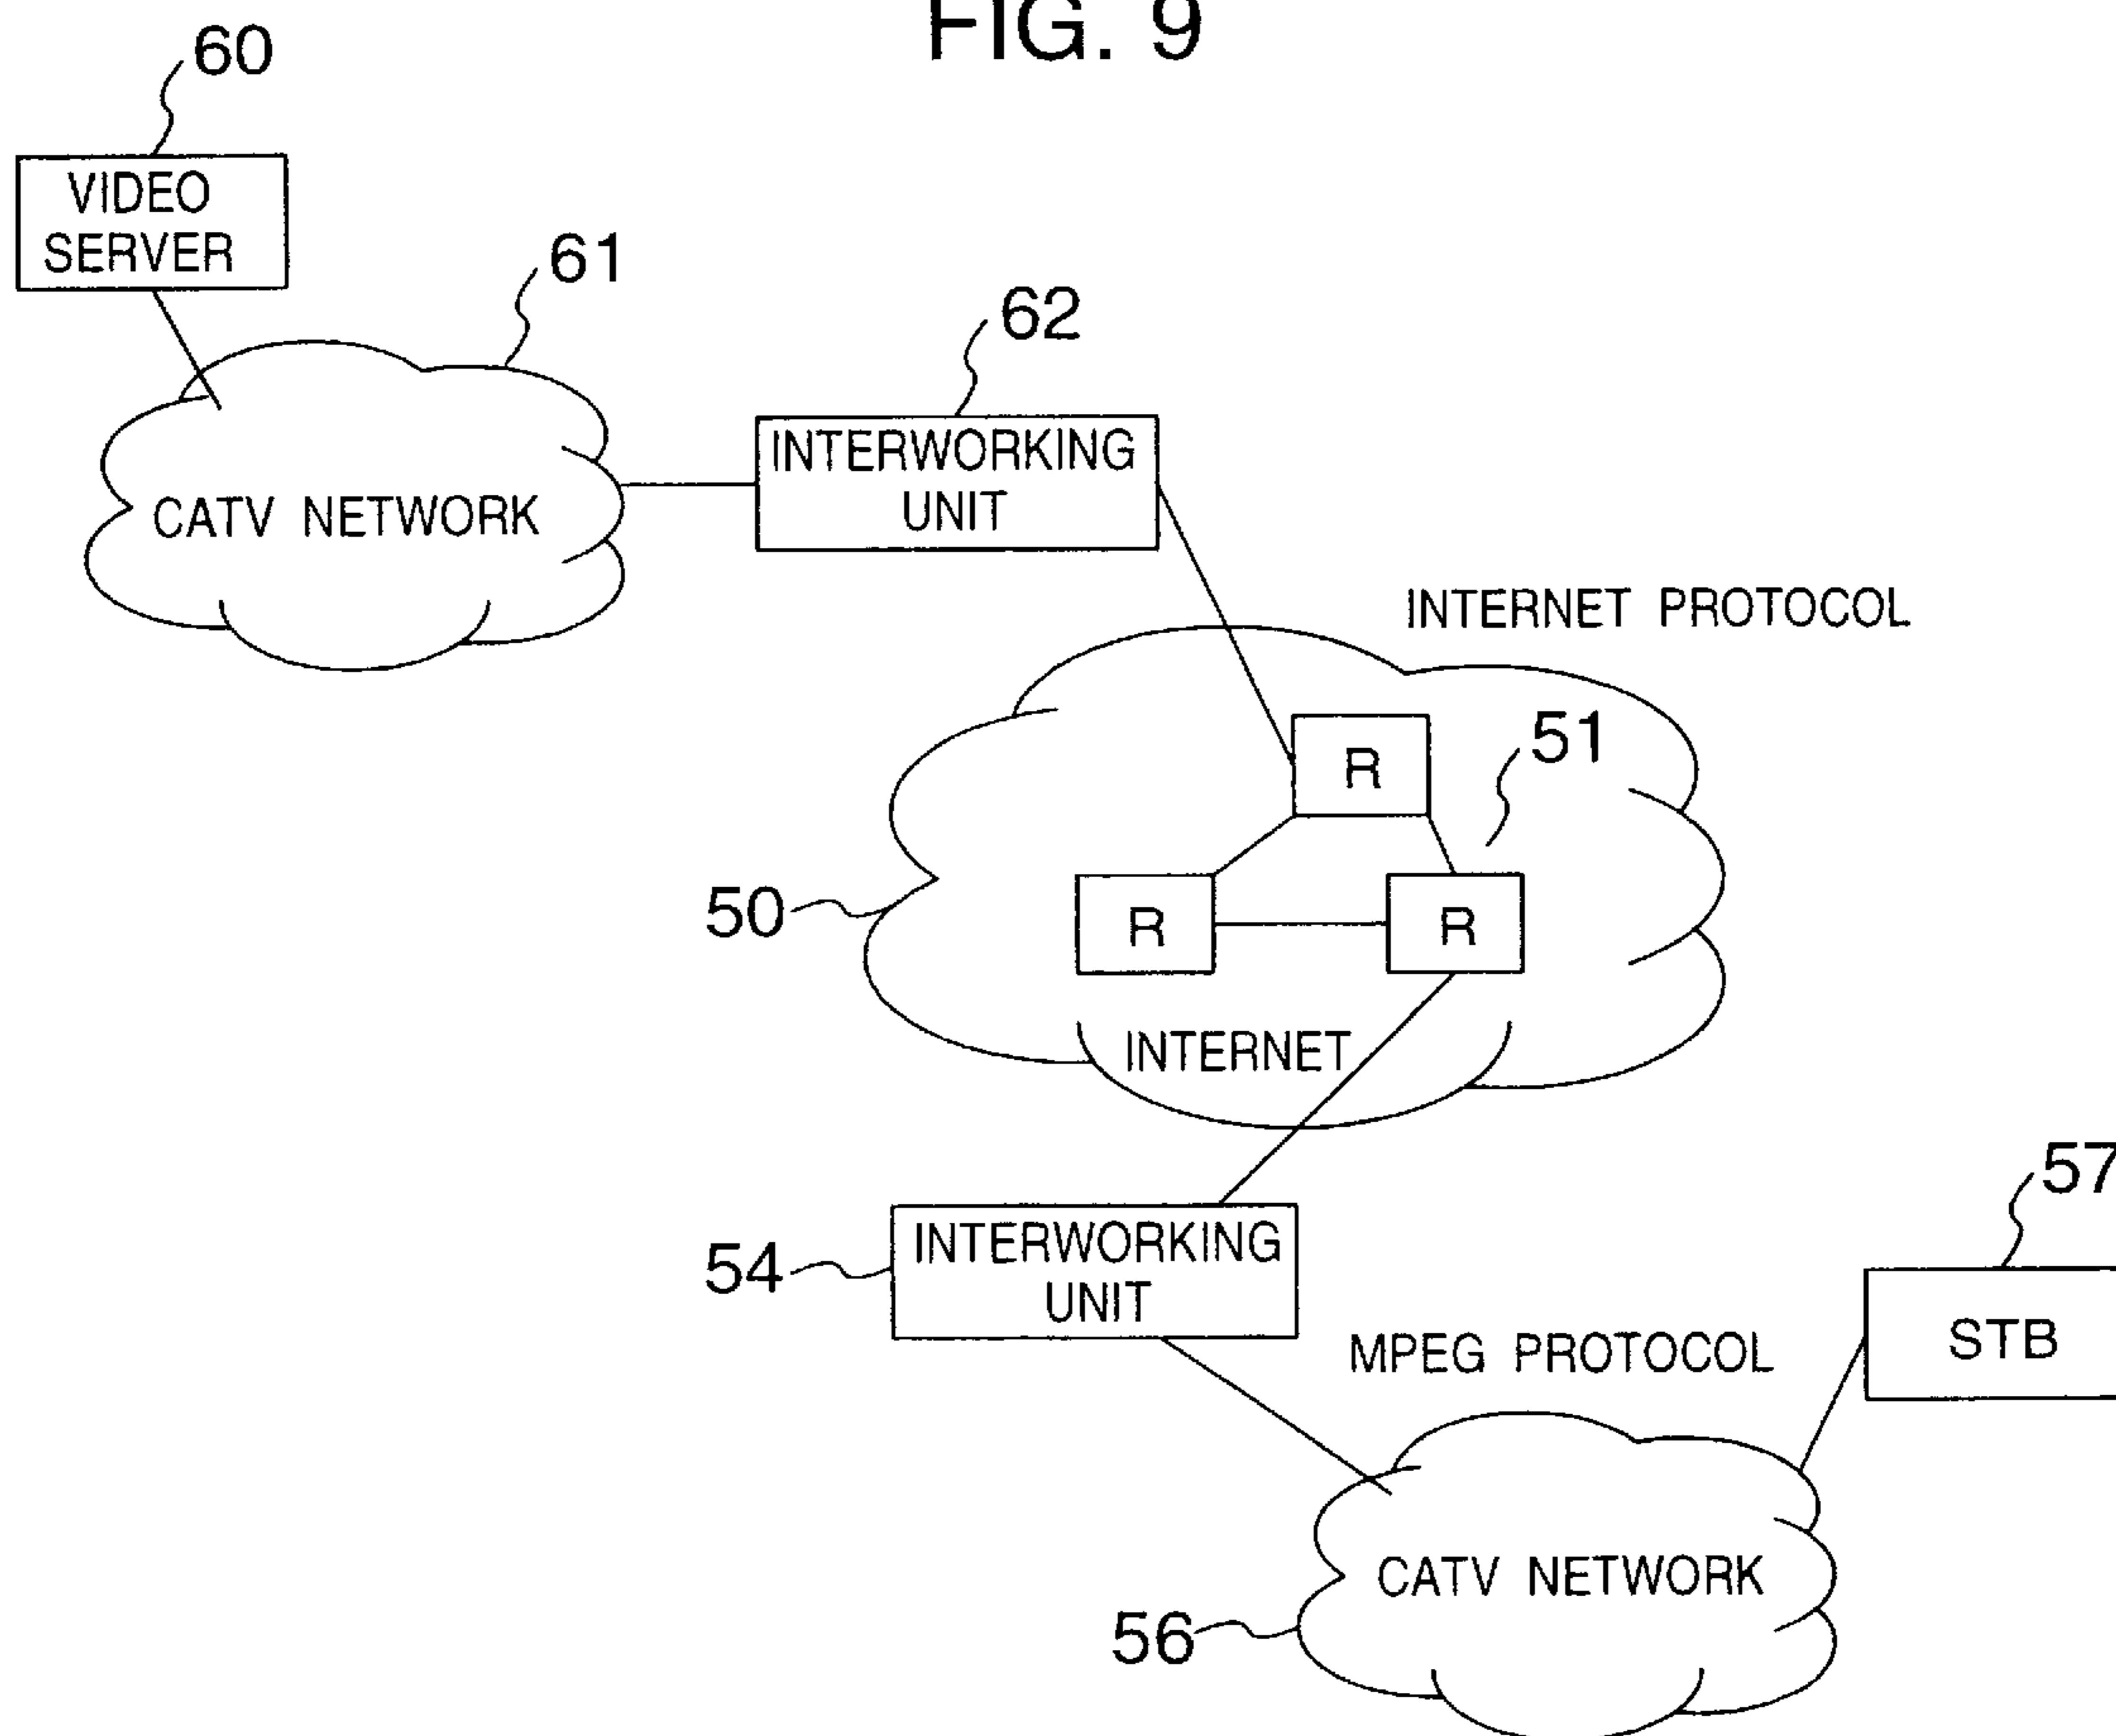 FIG. 9
60
VIDEO
SERVER
61
62
CATV NETWORK
INTERWORKING
UNIT
INTERNET PROTOCOL
R
51
50
R
R
INTERNET
57
54
INTERWORKING
UNIT
MPEG PROTOCOL
STB
CATV NETWORK
56